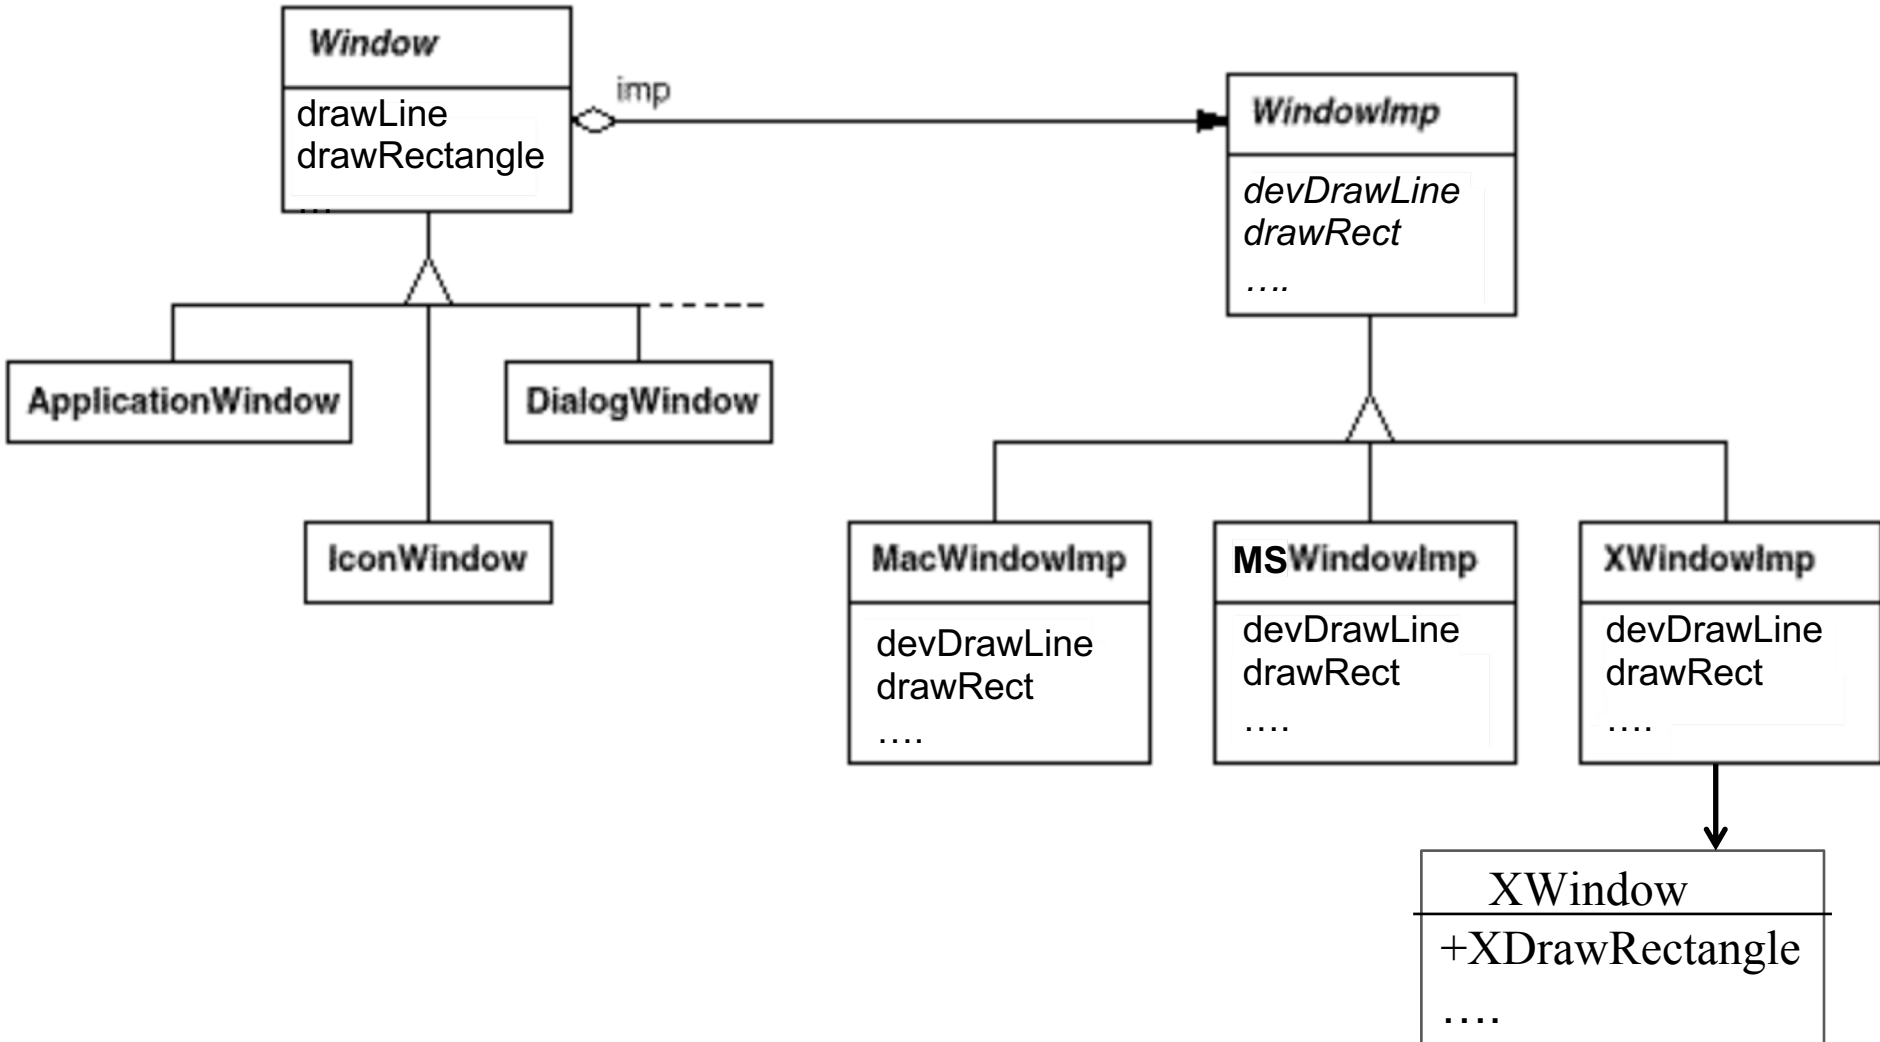 Window
drawLine
drawRectangle
...
imp
WindowImp
devDrawLine
drawRect
....
ApplicationWindow
DialogWindow
IconWindow
MacWindowImp
devDrawLine
drawRect
....
MSWindowImp
devDrawLine
drawRect
....
XWindowImp
devDrawLine
drawRect
....
XWindow
+XDrawRectangle
....